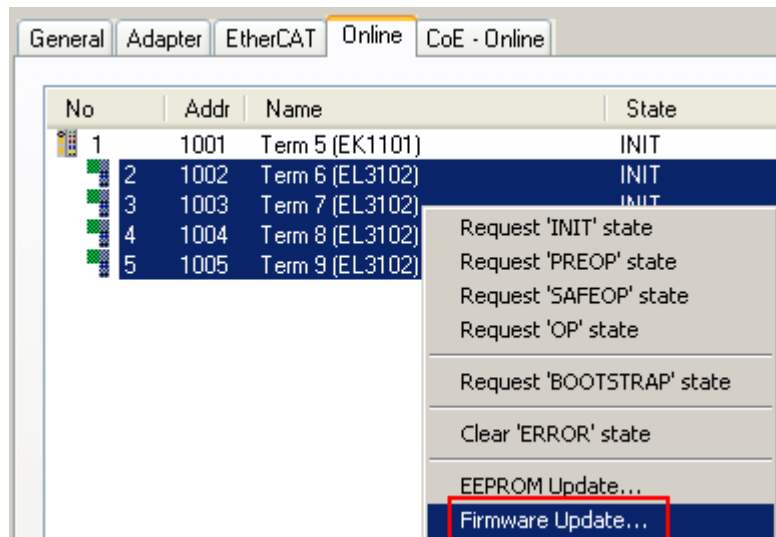 General Adapter EtherCAT Online CoE - Online
No Addr Name State
1 1001 Term 5 (EK1101) INIT
2 1002 Term 6 (EL3102) INIT
3 1003 Term 7 (EL3102) INIT
4 1004 Term 8 (EL3102)
5 1005 Term 9 (EL3102)
Request 'INIT' state
Request 'PREOP' state
Request 'SAFEOP' state
Request 'OP' state
Request 'BOOTSTRAP' state
Clear 'ERROR' state
EEPROM Update...
Firmware Update...